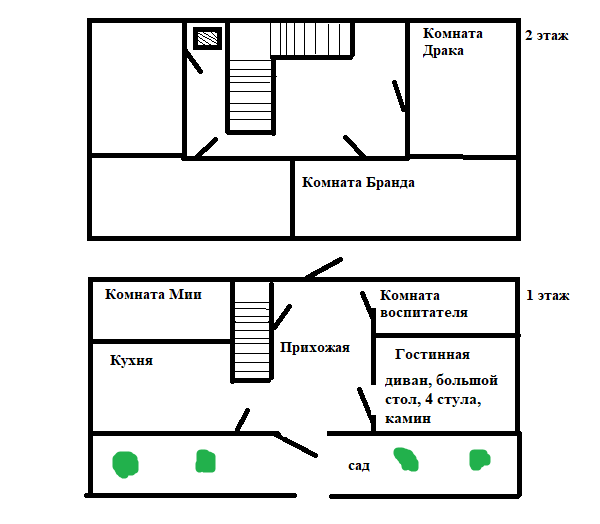 Комната
Драка
2 этаж
Комната Бранда
Комната Мии
Комната
воспитателя
1 этаж
Прихожая
Кухня
Гостинная
диван, большой
стол, 4 стула,
камин
сад